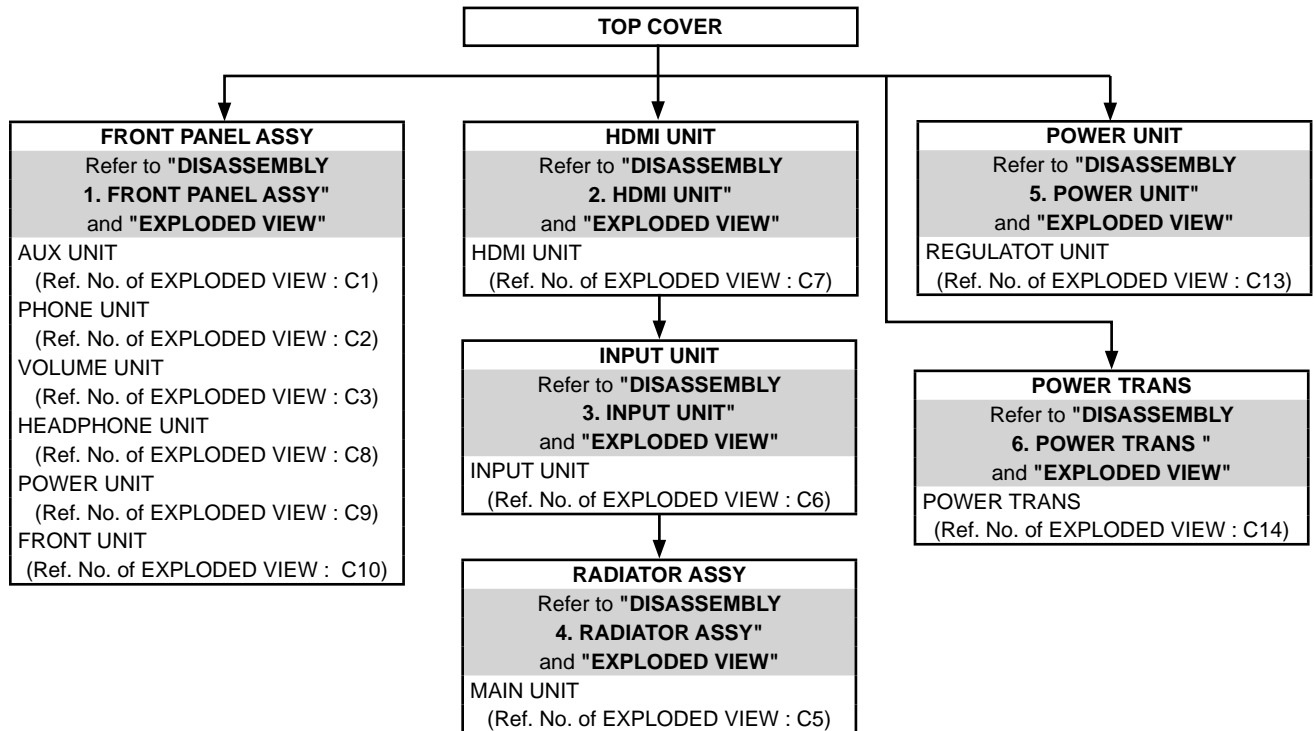 TOP COVER
FRONT PANEL ASSY
Refer to "DISASSEMBLY
1. FRONT PANEL ASSY"
and "EXPLODED VIEW"
AUX UNIT
(Ref. No. of EXPLODED VIEW : C1)
PHONE UNIT
(Ref. No. of EXPLODED VIEW : C2)
VOLUME UNIT
(Ref. No. of EXPLODED VIEW : C3)
HEADPHONE UNIT
(Ref. No. of EXPLODED VIEW : C8)
POWER UNIT
(Ref. No. of EXPLODED VIEW : C9)
FRONT UNIT
(Ref. No. of EXPLODED VIEW : C10)
HDMI UNIT
Refer to "DISASSEMBLY
2. HDMI UNIT"
and "EXPLODED VIEW"
HDMI UNIT
(Ref. No. of EXPLODED VIEW : C7)
INPUT UNIT
Refer to "DISASSEMBLY
3. INPUT UNIT"
and "EXPLODED VIEW"
INPUT UNIT
(Ref. No. of EXPLODED VIEW : C6)
RADIATOR ASSY
Refer to "DISASSEMBLY
4. RADIATOR ASSY"
and "EXPLODED VIEW"
MAIN UNIT
(Ref. No. of EXPLODED VIEW : C5)
POWER UNIT
Refer to "DISASSEMBLY
5. POWER UNIT"
and "EXPLODED VIEW"
REGULATOT UNIT
(Ref. No. of EXPLODED VIEW : C13)
POWER TRANS
Refer to "DISASSEMBLY
6. POWER TRANS "
and "EXPLODED VIEW"
POWER TRANS
(Ref. No. of EXPLODED VIEW : C14)